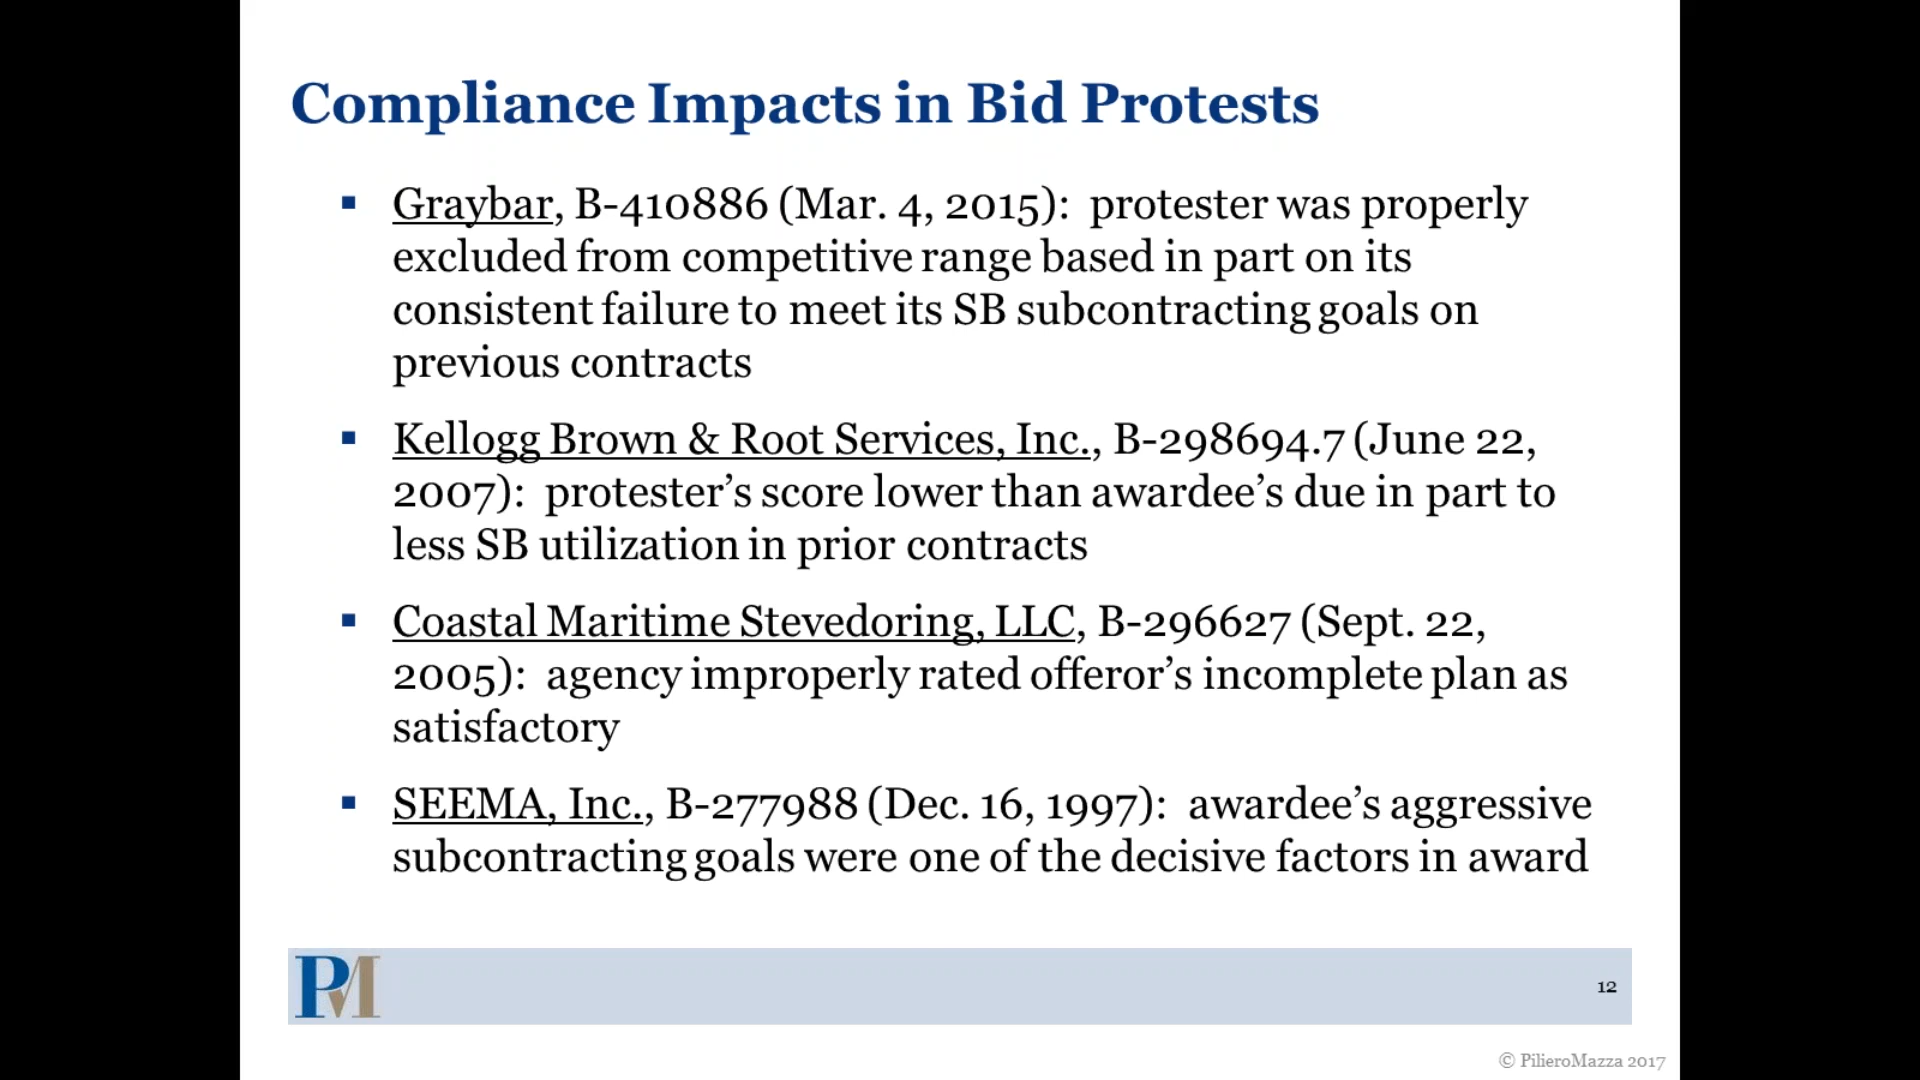 Compliance Impacts in Bid Protests
▪ Graybar, B-410886 (Mar. 4, 2015): protester was properly
excluded from competitive range based in part on its
consistent failure to meet its SB subcontracting goals on
previous contracts
▪ Kellogg Brown & Root Services, Inc., B-298694.7 (June 22,
2007): protester’s score lower than awardee’s due in part to
less SB utilization in prior contracts
▪ Coastal Maritime Stevedoring, LLC, B-296627 (Sept. 22,
2005): agency improperly rated offeror’s incomplete plan as
satisfactory
▪ SEEMA, Inc., B-277988 (Dec. 16, 1997): awardee’s aggressive
subcontracting goals were one of the decisive factors in award
PM
12
© PilieroMazza 2017